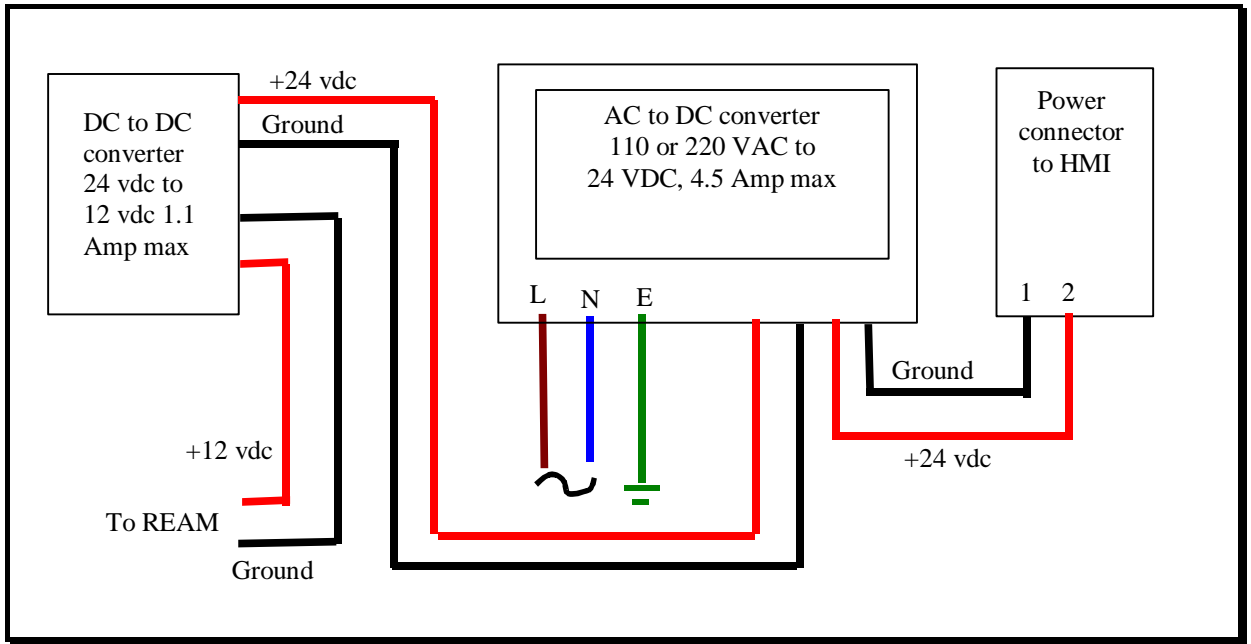 +24 vdc
Ground
DC to DC
converter
24 vdc to
12 vdc 1.1
Amp max
AC to DC converter
110 or 220 VAC to
24 VDC, 4.5 Amp max
Power
connector
to HMI
L N E
1 2
Ground
+24 vdc
+12 vdc
To REAM
Ground